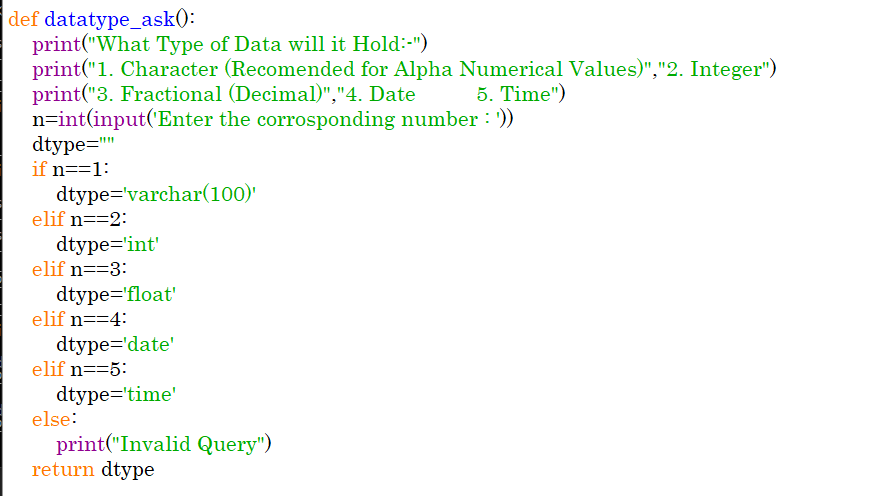 def datatype_ask():
    print("What Type of Data will it Hold:-")
    print("1. Character (Recomended for Alpha Numerical Values)","2. Integer")
    print("3. Fractional (Decimal)","4. Date          5. Time")
    n=int(input('Enter the corrosponding number : '))
    dtype=""
    if n==1:
        dtype='varchar(100)'
    elif n==2:
        dtype='int'
    elif n==3:
        dtype='float'
    elif n==4:
        dtype='date'
    elif n==5:
        dtype='time'
    else:
        print("Invalid Query")
    return dtype